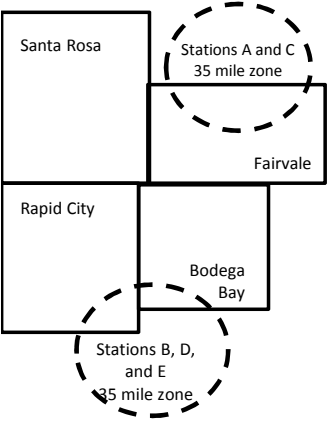 Santa Rosa
Stations A and C
35 mile zone
Fairvale
Rapid City
Bodega
Bay
Stations B, D,
and E
35 mile zone